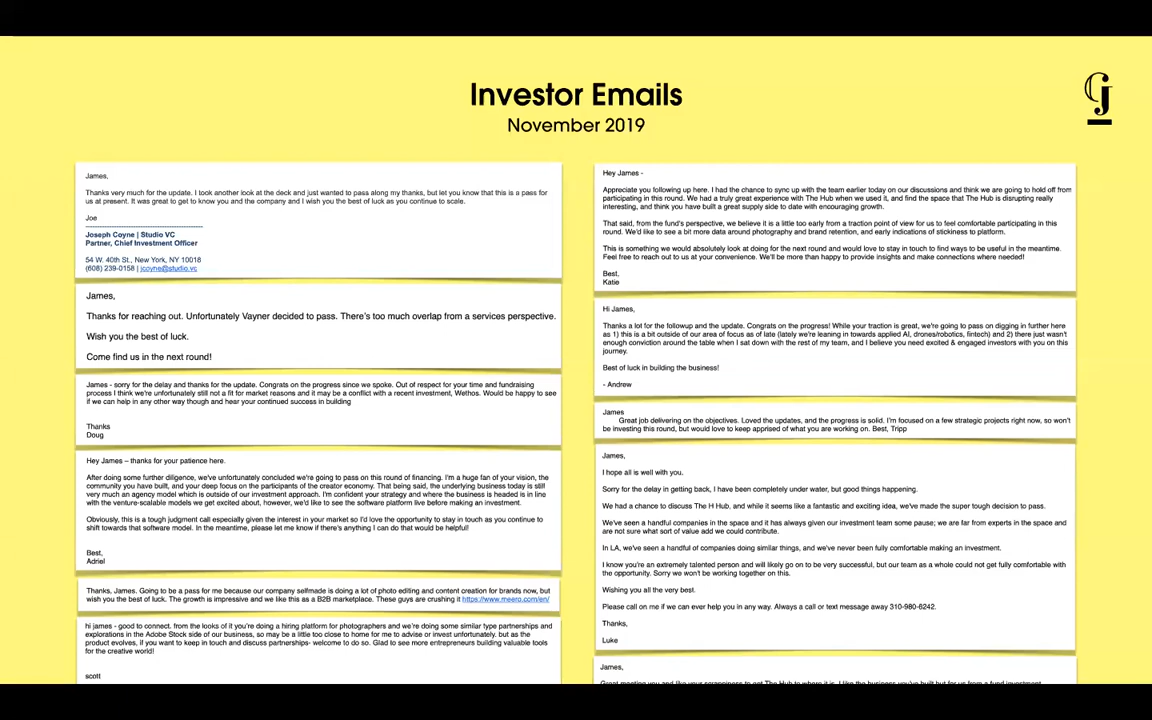 Investor Emails
November 2019
GJ
James,
Thanks very much for the update. I took another look at the deck and just wanted to pass along my thanks, but let you know that this is a pass for
us at present. It was great to get to know you and the company and I wish you the best of luck as you continue to scale.
Joe
Joseph Coyne | Studio VC
Partner, Chief Investment Officer
54 W. 40th St., New York, NY 10018
(608) 239-0158 | jcoyne@studio.vc
James,
Thanks for reaching out. Unfortunately Vayner decided to pass. There's too much overlap from a services perspective.
Wish you the best of luck.
Come find us in the next round!
James - sorry for the delay and thanks for the update. Congrats on the progress since we spoke. Out of respect for your time and fundraising
process I think we're unfortunately still not a fit for market reasons and it may be a conflict with a recent investment, Wethos. Would be happy to see
if we can help in any other way though and hear your continued success in building
Thanks
Doug
Hey James – thanks for your patience here.
After doing some further diligence, we've unfortunately concluded we're going to pass on this round of financing. I'm a huge fan of your vision, the
community you have built, and your deep focus on the participants of the creator economy. That being said, the underlying business today is still
very much an agency model which is outside of our investment approach. I'm confident your strategy and where the business is headed is in line
with the venture-scalable models we get excited about, however, we'd like to see the software platform live before making an investment.
Obviously, this is a tough judgment call especially given the interest in your market so I'd love the opportunity to stay in touch as you continue to
shift towards that software model. In the meantime, please let me know if there's anything I can do that would be helpful!
Best,
Adriel
Thanks, James. Going to be a pass for me because our company selfmade is doing a lot of photo editing and content creation for brands now, but
wish you the best of luck. The growth is impressive and we like this as a B2B marketplace. These guys are crushing it https://www.meero.com/en/
hi james - good to connect. from the looks of it you're doing a hiring platform for photographers and we're doing some similar type partnerships and
explorations in the Adobe Stock side of our business, so may be a little too close to home for me to advise or invest unfortunately. but as the
product evolves, if you want to keep in touch and discuss partnerships- welcome to do so. Glad to see more entrepreneurs building valuable tools
for the creative world!
scott
Hey James -
Appreciate you following up here. I had the chance to sync up with the team earlier today on our discussions and think we are going to hold off from
participating in this round. We had a truly great experience with The Hub when we used it, and find the space that The Hub is disrupting really
interesting, and think you have built a great supply side to date with encouraging growth.
That said, from the fund's perspective, we believe it is a little too early from a traction point of view for us to feel comfortable participating in this
round. We'd like to see a bit more data around photography and brand retention, and early indications of stickiness to platform.
This is something we would absolutely look at doing for the next round and would love to stay in touch to find ways to be useful in the meantime.
Feel free to reach out to us at your convenience. We'll be more than happy to provide insights and make connections where needed!
Best,
Katie
Hi James,
Thanks a lot for the followup and the update. Congrats on the progress! While your traction is great, we're going to pass on digging in further here
as 1) this is a bit outside of our area of focus as of late (lately we're leaning in towards applied AI, drones/robotics, fintech) and 2) there just wasn't
enough conviction around the table when I sat down with the rest of my team, and I believe you need excited & engaged investors with you on this
journey.
Best of luck in building the business!
- Andrew
James
Great job delivering on the objectives. Loved the updates, and the progress is solid. I'm focused on a few strategic projects right now, so won't
be investing this round, but would love to keep apprised of what you are working on. Best, Tripp
James,
I hope all is well with you.
Sorry for the delay in getting back, I have been completely under water, but good things happening.
We had a chance to discuss The H Hub, and while it seems like a fantastic and exciting idea, we've made the super tough decision to pass.
We've seen a handful companies in the space and it has always given our investment team some pause; we are far from experts in the space and
are not sure what sort of value add we could contribute.
In LA, we've seen a handful of companies doing similar things, and we've never been fully comfortable making an investment.
I know you're an extremely talented person and will likely go on to be very successful, but our team as a whole could not get fully comfortable with
the opportunity. Sorry we won't be working together on this.
Wishing you all the very best.
Please call on me if we can ever help you in any way. Always a call or text message away 310-980-6242.
Thanks,
Luke
James,